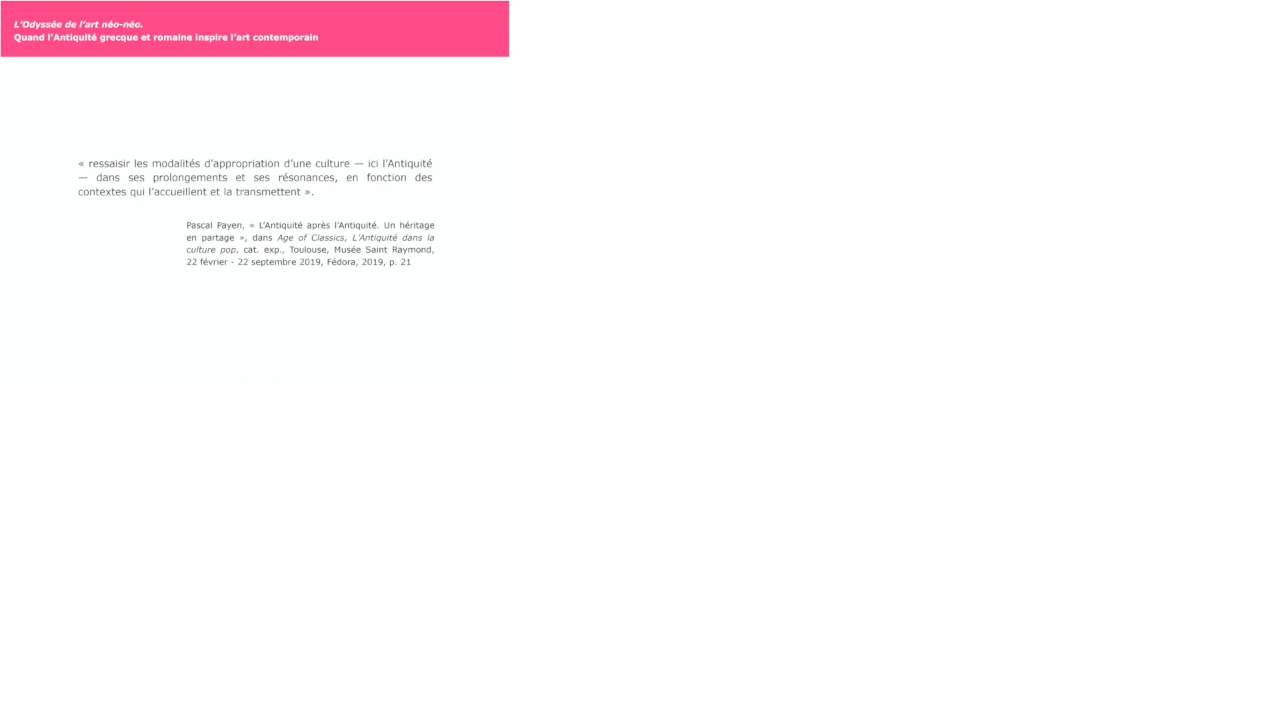 L’Odyssée de l’art néo-néo.
Quand l’Antiquité grecque et romaine inspire l’art contemporain
« ressaisir les modalités d’appropriation d’une culture — ici l’Antiquité
— dans ses prolongements et ses résonances, en fonction des
contextes qui l’accueillent et la transmettent ».
Pascal Payen, « L’Antiquité après l’Antiquité. Un héritage
en partage », dans Age of Classics, L’Antiquité dans la
culture pop, cat. exp., Toulouse, Musée Saint Raymond,
22 février - 22 septembre 2019, Fédora, 2019, p. 21